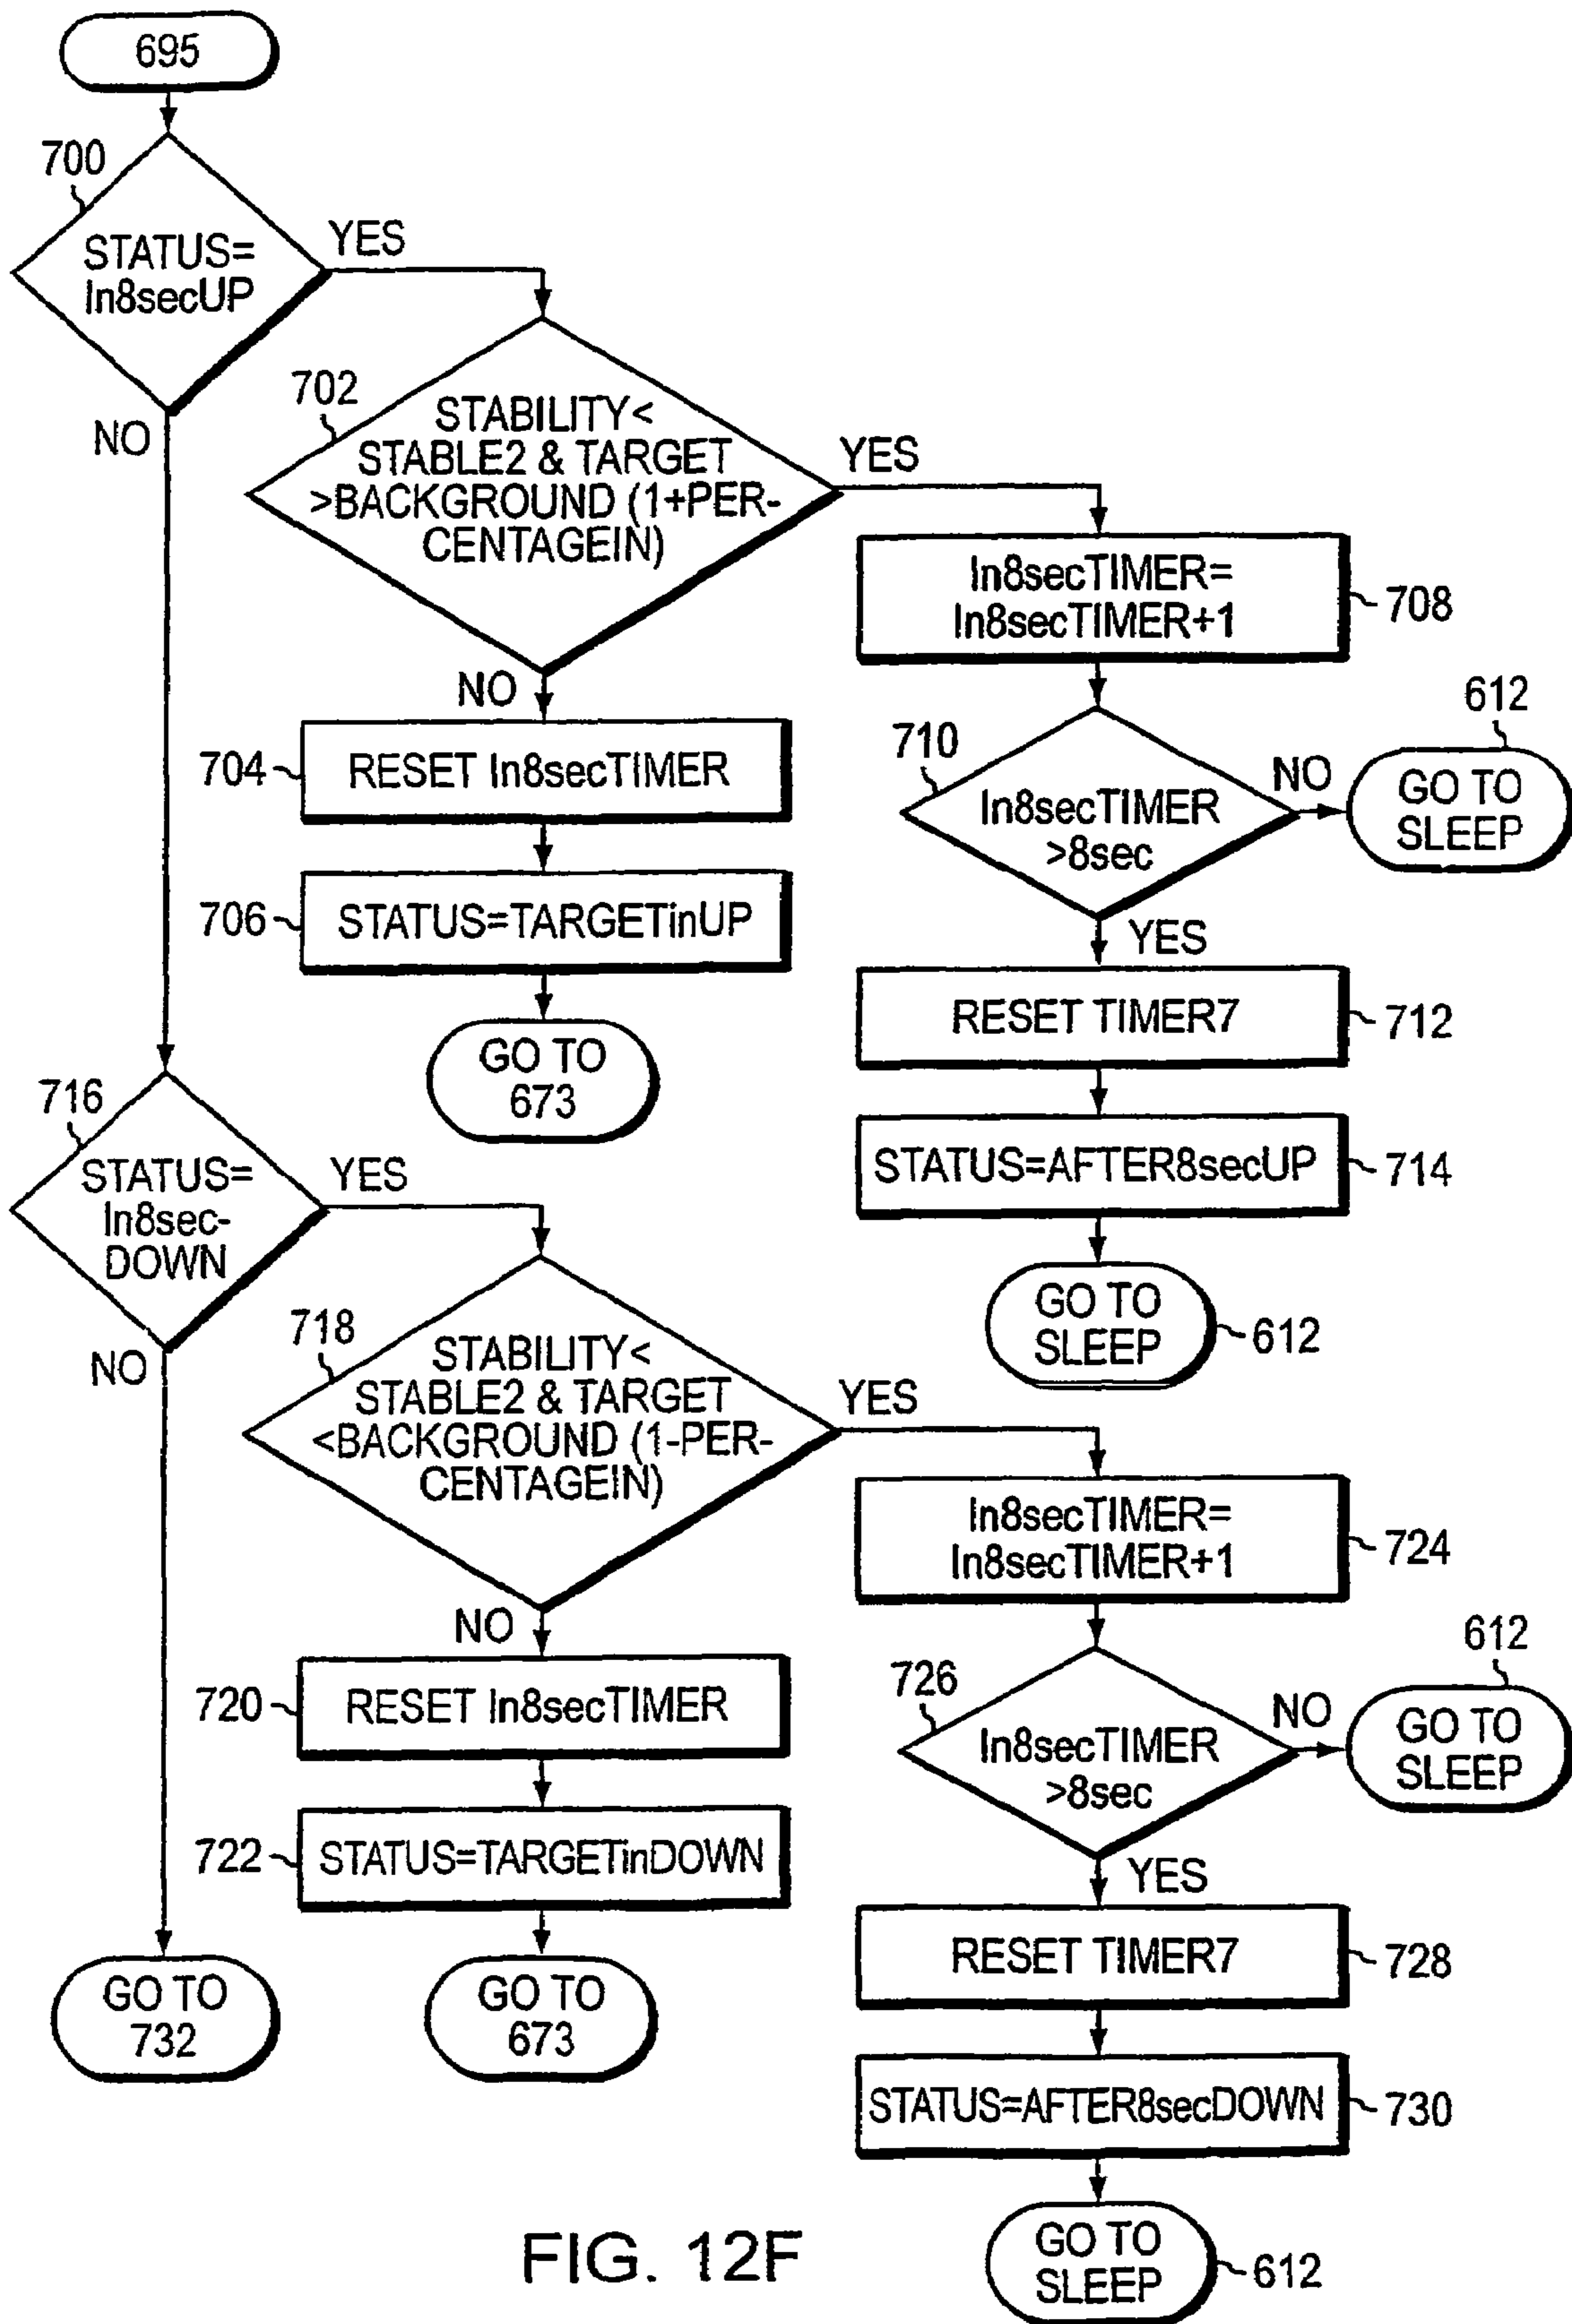 695
700
STATUS=
In8secUP
YES
NO
702
STABILITY<
STABLE2 & TARGET
>BACKGROUND (1+PER-
CENTAGEIN)
YES
NO
704
RESET In8secTIMER
706
STATUS=TARGETinUP
GO TO
673
In8secTIMER=
In8secTIMER+1
708
710
In8secTIMER
>8sec
NO
612
GO TO
SLEEP
YES
RESET TIMER7
712
STATUS=AFTER8secUP
714
GO TO
SLEEP
612
716
STATUS=
In8sec-
DOWN
YES
NO
GO TO
732
718
STABILITY<
STABLE2 & TARGET
<BACKGROUND (1-PER-
CENTAGEIN)
YES
NO
720
RESET In8secTIMER
722
STATUS=TARGETinDOWN
GO TO
673
In8secTIMER=
In8secTIMER+1
724
726
In8secTIMER
>8sec
NO
612
GO TO
SLEEP
YES
RESET TIMER7
728
STATUS=AFTER8secDOWN
730
GO TO
SLEEP
612
FIG. 12F